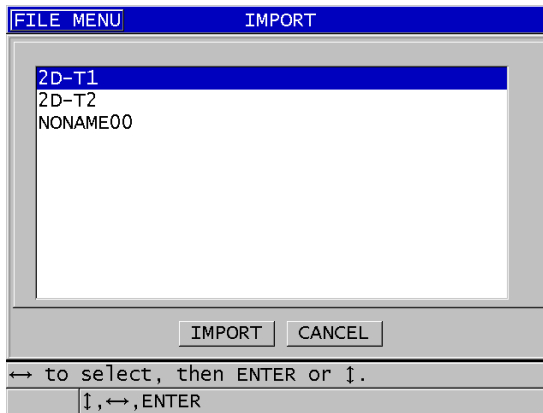 FILE MENU IMPORT
2D-T1
2D-T2
NONAME00
IMPORT CANCEL
↔ to select, then ENTER or ↕.
↕,↔,ENTER